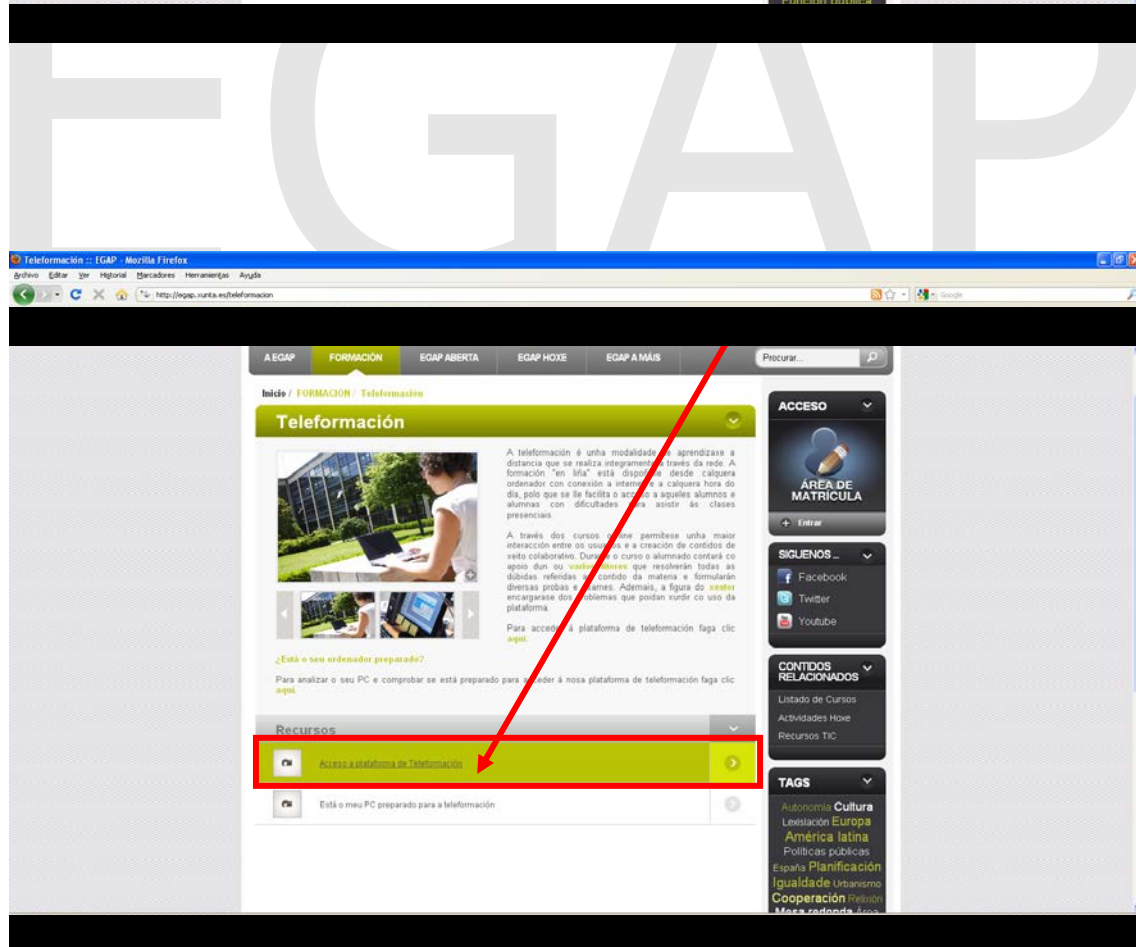 Función Pública
EGAP
Teleformación :: EGAP - Mozilla Firefox
Archivo Editar Ver Historial Marcadores Herramientas Ayuda
http://egap.xunta.es/teleformacion
Google
A EGAP FORMACIÓN EGAP ABERTA EGAP HOXE EGAP A MÁIS
Procurar...
Inicio / FORMACIÓN / Teleformación
Teleformación
A teleformación é unha modalidade de aprendizaxe a
distancia que se realiza integramente a través da rede. A
formación "en liña" está dispoñible desde calquera
ordenador con conexión a internet e a calquera hora do
día, polo que se lle facilita o acceso a aqueles alumnos e
alumnas con dificultades para asistir ás clases
presenciais.
A través dos cursos online permítese unha maior
interacción entre os usuarios e a creación de contidos de
xeito colaborativo. Durante o curso o alumnado contará co
apoio dun ou varios titores que resolverán todas as
dúbidas referidas ao contido da materia e formularán
diversas probas e exames. Ademais, a figura do xestor
encargarase dos problemas que poidan xurdir co uso da
plataforma.
Para acceder á plataforma de teleformación faga clic
aquí.
¿Está o seu ordenador preparado?
Para analizar o seu PC e comprobar se está preparado para acceder á nosa plataforma de teleformación faga clic
aquí.
Recursos
Acceso a plataforma de Teleformación
Está o meu PC preparado para a teleformación
ACCESO
ÁREA DE
MATRÍCULA
+ Entrar
SIGUENOS ...
Facebook
Twitter
Youtube
CONTIDOS
RELACIONADOS
Listado de Cursos
Actividades Hoxe
Recursos TIC
TAGS
Autonomía Cultura
Lexislación Europa
América latina
Políticas públicas
España Planificación
Igualdade Urbanismo
Cooperación Relixión
Mesa redonda Área